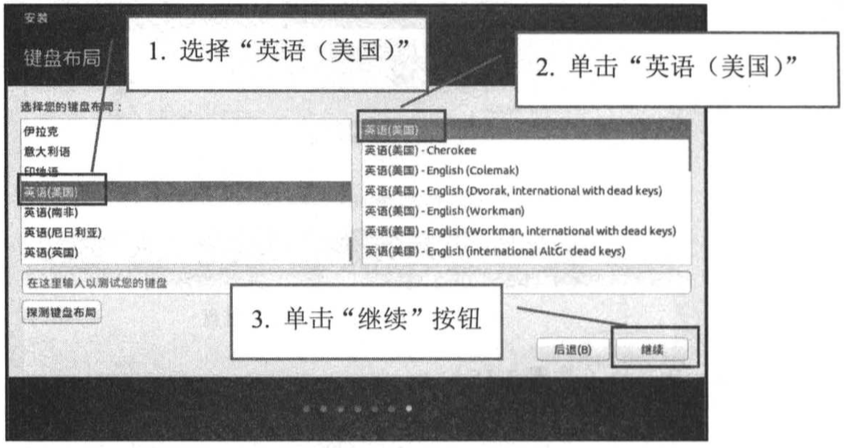 安装
键盘布局
1. 选择“英语（美国）”
2. 单击“英语（美国）”
选择您的键盘布局：
伊拉克
意大利语
印地语
英语(美国)
英语(南非)
英语(尼日利亚)
英语(英国)
英语(美国)
英语(美国) - Cherokee
英语(美国) - English (Colemak)
英语(美国) - English (Dvorak, international with dead keys)
英语(美国) - English (Workman)
英语(美国) - English (Workman, international with dead keys)
英语(美国) - English (international AltGr dead keys)
在这里输入以测试您的键盘
探测键盘布局
3. 单击“继续”按钮
后退(B)
继续